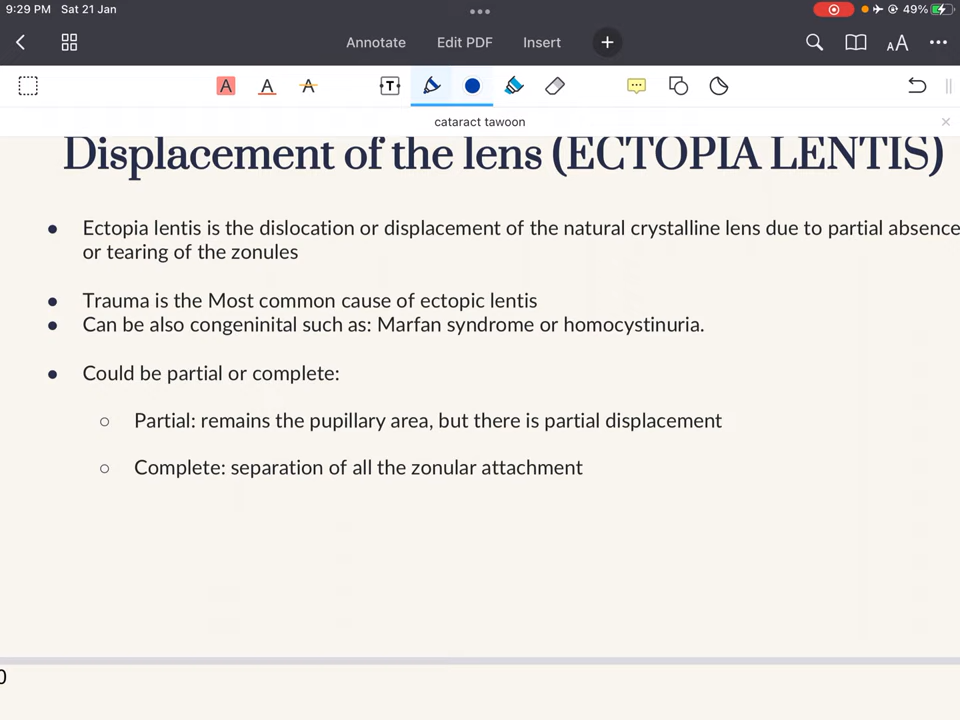 9:29 PM Sat 21 Jan
49%
Annotate Edit PDF Insert
AA
A A A T
cataract tawoon
Displacement of the lens (ECTOPIA LENTIS)
Ectopia lentis is the dislocation or displacement of the natural crystalline lens due to partial absence
or tearing of the zonules
Trauma is the Most common cause of ectopic lentis
Can be also congeninital such as: Marfan syndrome or homocystinuria.
Could be partial or complete:
Partial: remains the pupillary area, but there is partial displacement
Complete: separation of all the zonular attachment
0